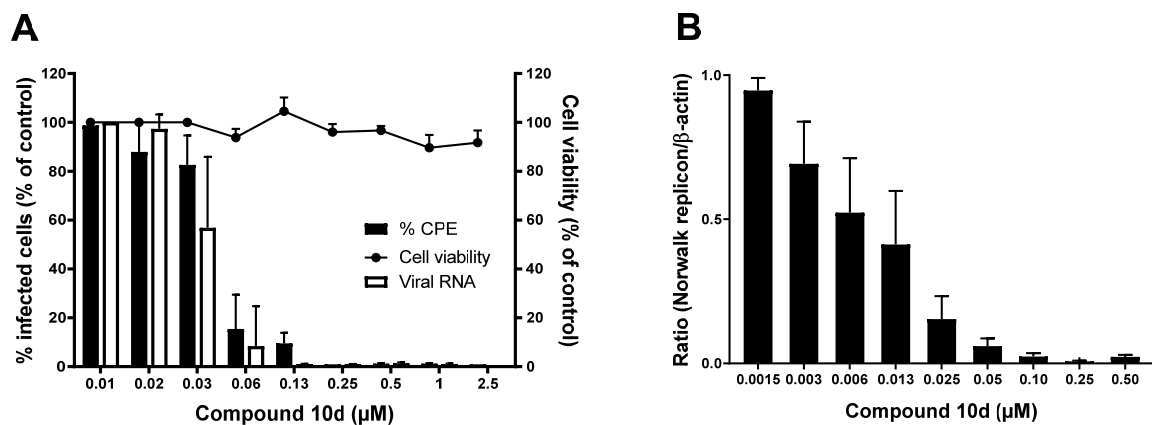 A
% infected cells (% of control)
120
100
80
60
40
20
0
% CPE
Cell viability
Viral RNA
120
100
80
60
40
20
0
Cell viability (% of control)
0.01 0.02 0.03 0.06 0.13 0.25 0.5 1 2.5
Compound 10d (µM)
B
Ratio (Norwalk replicon/β-actin)
1.0
0.5
0.0
0.0015 0.003 0.006 0.013 0.025 0.05 0.10 0.25 0.50
Compound 10d (µM)